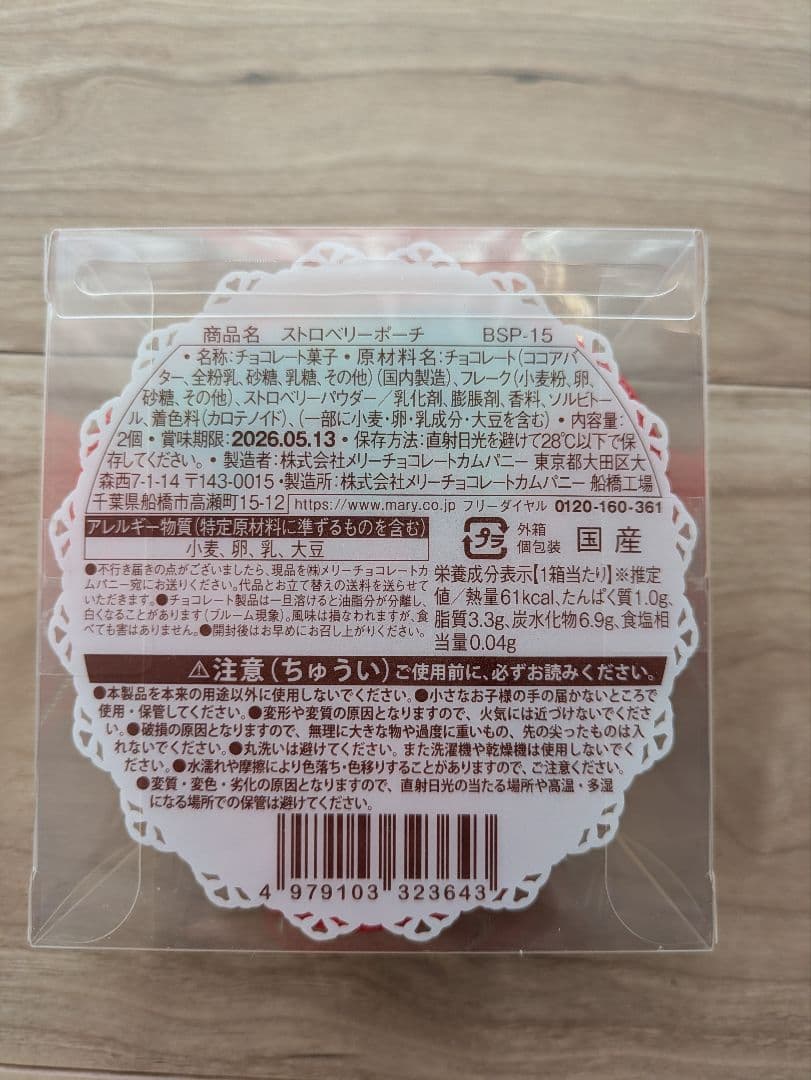 商品名 ストロベリーポーチ BSP-15
・名称:チョコレート菓子・原材料名:チョコレート(ココアバ
ター、全粉乳、砂糖、乳糖、その他)(国内製造)、フレーク(小麦粉、卵、
砂糖、その他)、ストロベリーパウダー/乳化剤、膨脹剤、香料、ソルビトー
ル、着色料(カロテノイド)、(一部に小麦・卵・乳成分・大豆を含む)・内容量:
2個・賞味期限:2026.05.13・保存方法:直射日光を避けて28℃以下で保
存してください。・製造者:株式会社メリーチョコレートカムパニー 東京都大田区大
森西7-1-14 〒143-0015・製造所:株式会社メリーチョコレートカムパニー 船橋工場
千葉県船橋市高瀬町15-12 https://www.mary.co.jp フリーダイヤル 0120-160-361
アレルギー物質(特定原材料に準ずるものを含む)
小麦、卵、乳、大豆
プラ 外箱 個包装 国産
●不行き届きの点がございましたら、現品を㈱メリーチョコレートカ
ムパニー宛にお送りください。代品とお立て替えの送料を送らせて
いただきます。●チョコレート製品は一旦溶けると油脂分が分離し、
白くなることがあります(ブルーム現象)。風味は損なわれますが、食
べても害はありません。●開封後はお早めにお召し上がりください。
栄養成分表示【1箱当たり】※推定
値/熱量61kcal、たんぱく質1.0g、
脂質3.3g、炭水化物6.9g、食塩相
当量0.04g
⚠注意(ちゅうい)ご使用前に、必ずお読みください。
●本製品を本来の用途以外に使用しないでください。●小さなお子様の手の届かないところで
使用・保管してください。●変形や変質の原因となりますので、火気には近づけないでくださ
い。●破損の原因となりますので、無理に大きな物や過度に重いもの、先の尖ったものは入
れないでください。●丸洗いは避けてください。また洗濯機や乾燥機は使用しないでく
ださい。●水濡れや摩擦により色落ち・色移りすることがありますので、ご注意ください。
●変質・変色・劣化の原因となりますので、直射日光の当たる場所や高温・多湿
になる場所での保管は避けてください。
4 979103 323643